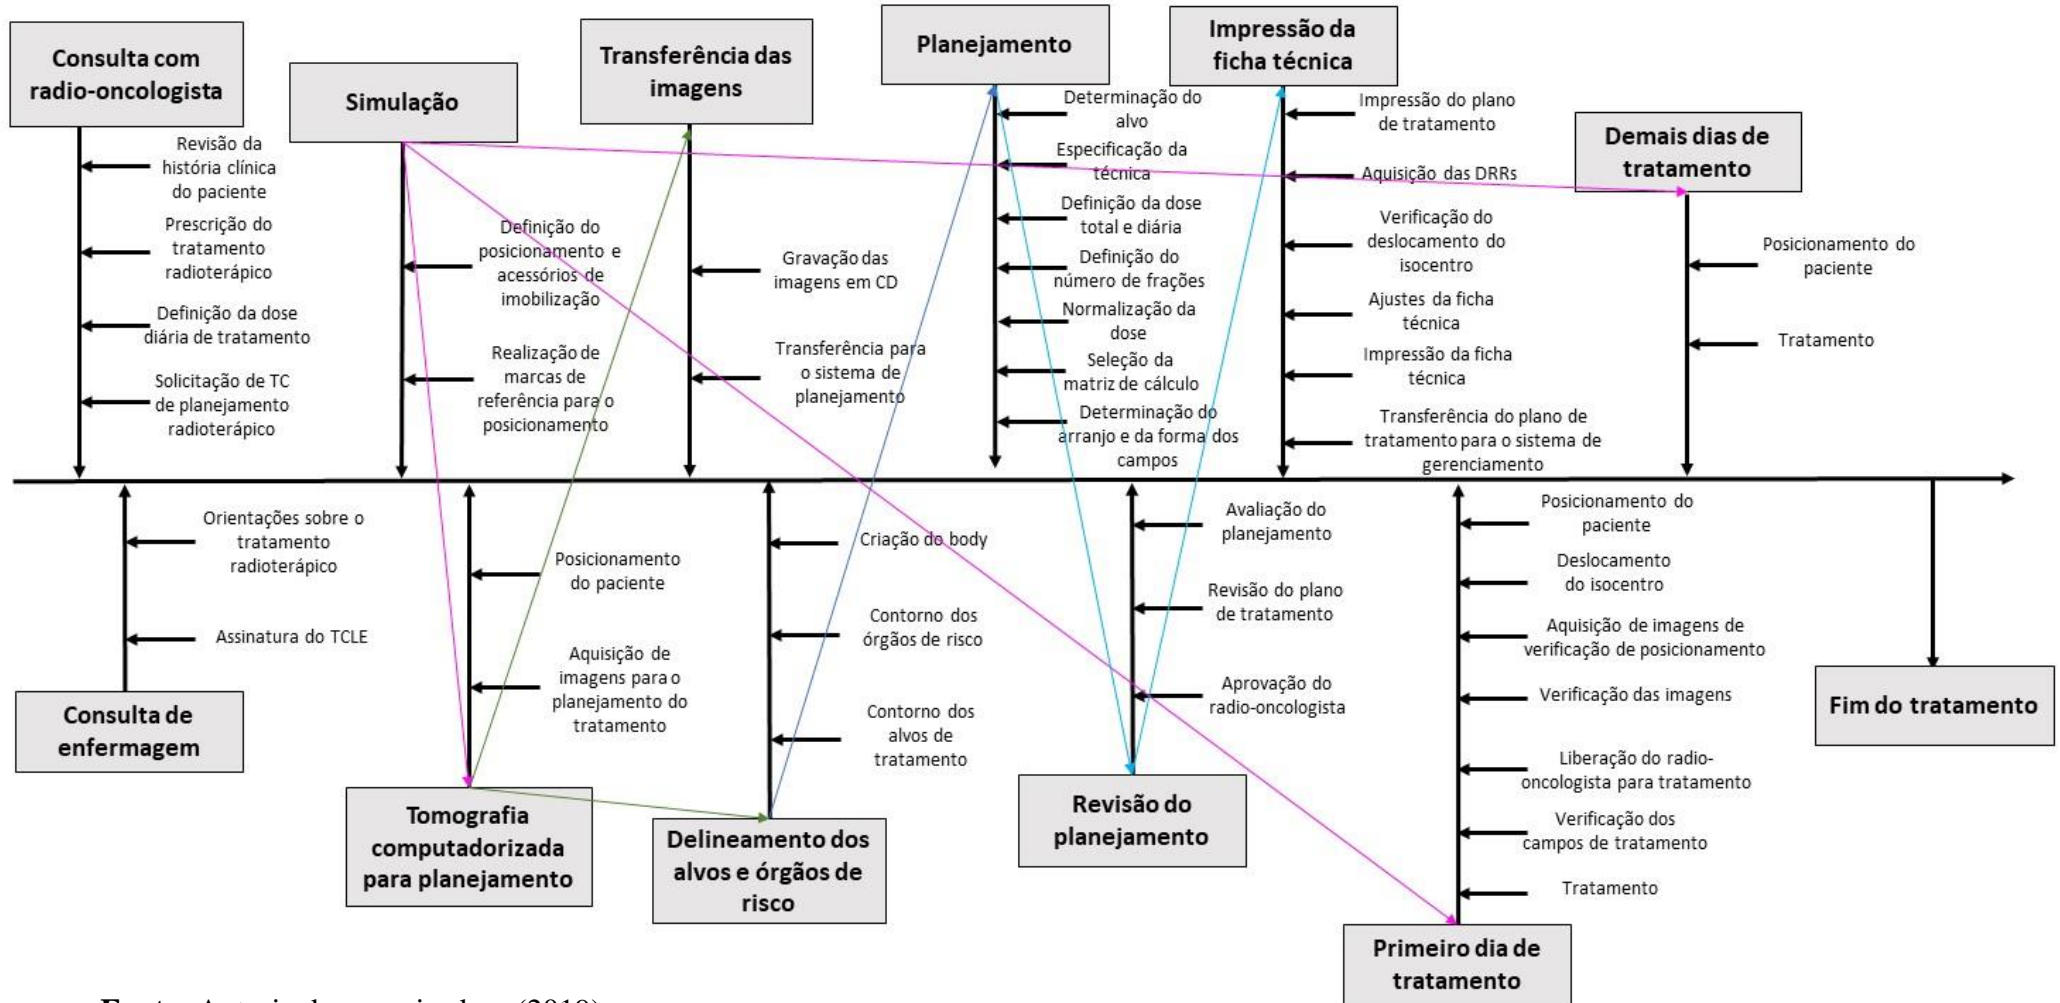 Consulta com
radio-oncologista
Revisão da
história clínica
do paciente
Prescrição do
tratamento
radioterápico
Definição da dose
diária de tratamento
Solicitação de TC
de planejamento
radioterápico
Simulação
Definição do
posicionamento e
acessórios de
imobilização
Realização de
marcas de
referência para o
posicionamento
Transferência das
imagens
Gravação das
imagens em CD
Transferência para
o sistema de
planejamento
Planejamento
Determinação do
alvo
Especificação da
técnica
Definição da dose
total e diária
Definição do
número de frações
Normalização da
dose
Seleção da
matriz de cálculo
Determinação do
arranjo e da forma dos
campos
Impressão da
ficha técnica
Impressão do plano
de tratamento
Aquisição das DRRs
Verificação do
deslocamento do
isocentro
Ajustes da ficha
técnica
Impressão da ficha
técnica
Transferência do plano de
tratamento para o sistema de
gerenciamento
Demais dias de
tratamento
Posicionamento do
paciente
Tratamento
Orientações sobre o
tratamento
radioterápico
Assinatura do TCLE
Consulta de
enfermagem
Posicionamento
do paciente
Aquisição de
imagens para o
planejamento do
tratamento
Tomografia
computadorizada
para planejamento
Criação do body
Contorno dos
órgãos de risco
Contorno dos
alvos de
tratamento
Delineamento dos
alvos e órgãos de
risco
Avaliação do
planejamento
Revisão do plano
de tratamento
Aprovação do
radio-oncologista
Revisão do
planejamento
Posicionamento do
paciente
Deslocamento
do isocentro
Aquisição de imagens de
verificação de posicionamento
Verificação das imagens
Liberação do radio-
oncologista para tratamento
Verificação dos
campos de tratamento
Tratamento
Primeiro dia de
tratamento
Fim do tratamento